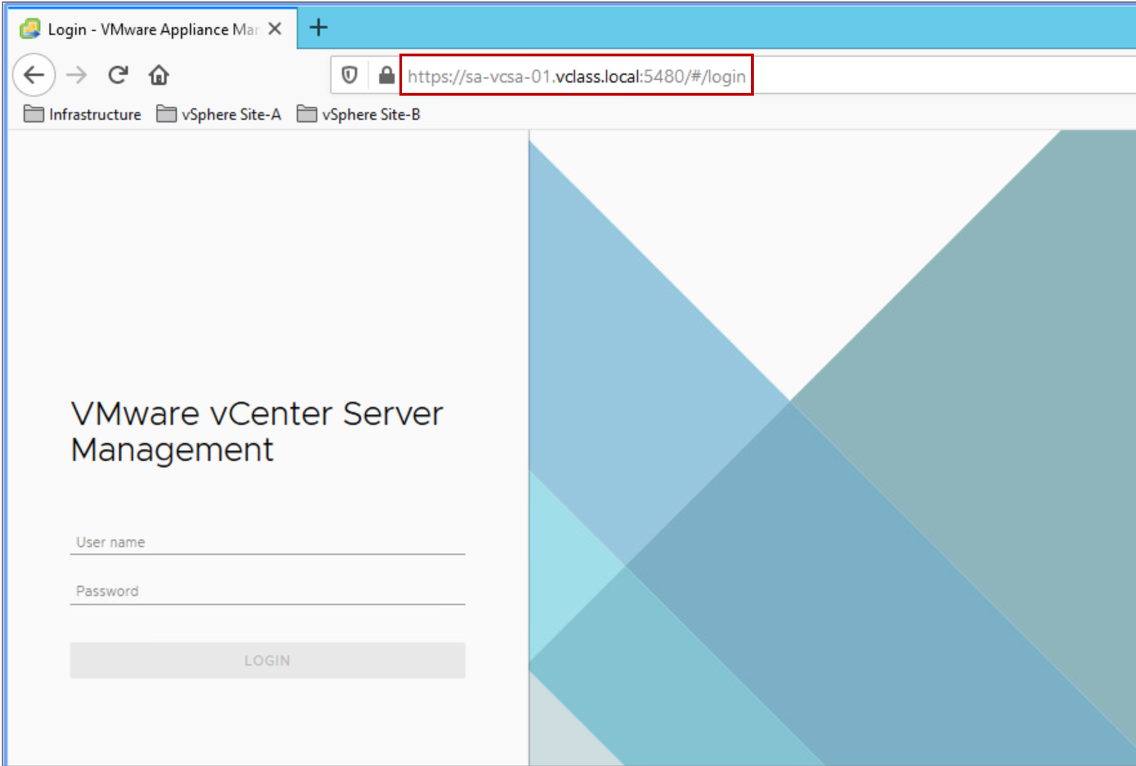 Login - VMware Appliance Mar
https://sa-vcsa-01.vclass.local:5480/#/login
Infrastructure vSphere Site-A vSphere Site-B
VMware vCenter Server
Management
User name
Password
LOGIN